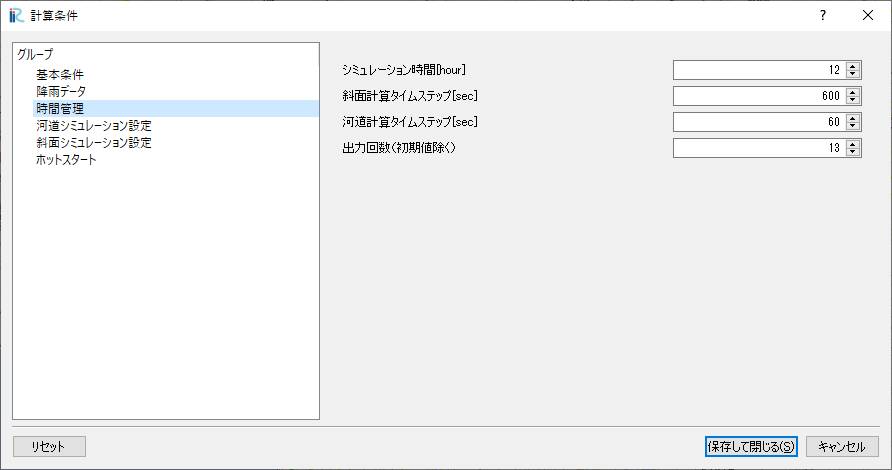 計算条件
グループ
基本条件
降雨データ
時間管理
河道シミュレーション設定
斜面シミュレーション設定
ホットスタート
シミュレーション時間[hour] 12
斜面計算タイムステップ[sec] 600
河道計算タイムステップ[sec] 60
出力回数(初期値除く) 13
リセット
保存して閉じる(S) キャンセル